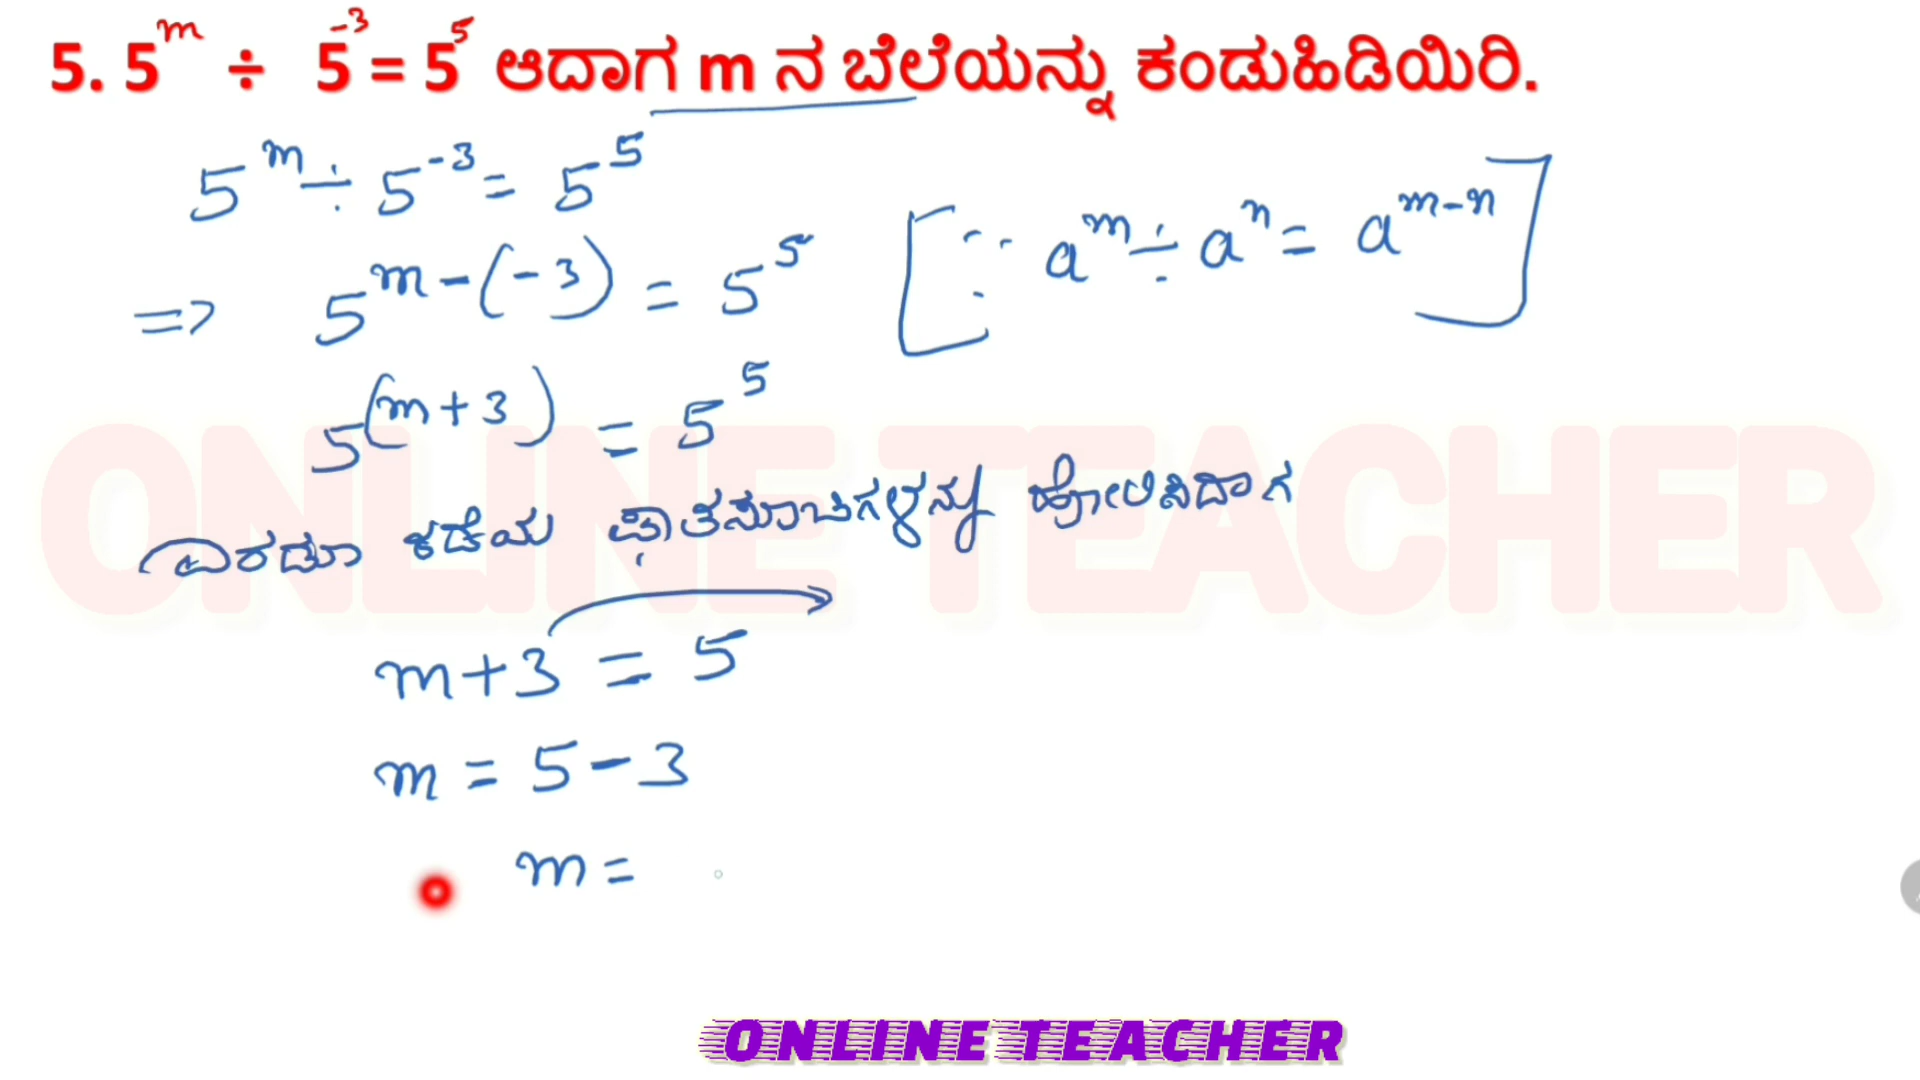 5. 5^m ÷ 5^-3 = 5^5 ಆದಾಗ m ನ ಬೆಲೆಯನ್ನು ಕಂಡುಹಿಡಿಯಿರಿ.
5^m ÷ 5^-3 = 5^5
=> 5^m-(-3) = 5^5 [∵ a^m ÷ a^n = a^m-n]
5^(m+3) = 5^5
ಎರಡೂ ಕಡೆಯ ಘಾತಸೂಚಿಗಳನ್ನು ಹೋಲಿಸಿದಾಗ
m+3 = 5
m = 5-3
m =
ONLINE TEACHER
ONLINE TEACHER